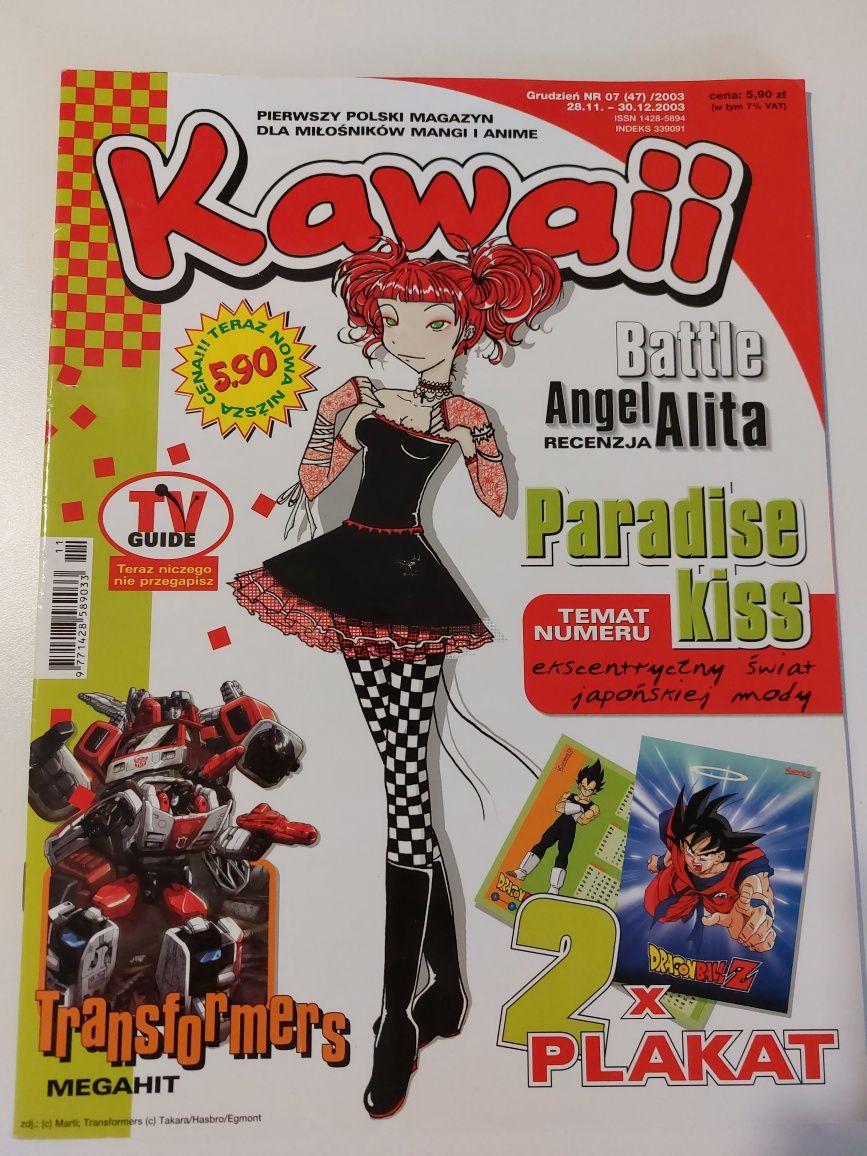 Grudzień NR 07 (47) /2003
28.11. – 30.12.2003
ISSN 1428-5894
INDEKS 339091
cena: 5,90 zł
(w tym 7% VAT)
PIERWSZY POLSKI MAGAZYN
DLA MIŁOŚNIKÓW MANGI I ANIME
Kawaii
TERAZ NOWA NIŻSZA CENA!!!
5.90
Battle
Angel Alita
RECENZJA
TV
GUIDE
Teraz niczego
nie przegapisz
Paradise
kiss
TEMAT
NUMERU
ekscentryczny świat
japońskiej mody
11
9 771428 589033
DRAGON BALL Z
2
x
PLAKAT
Transformers
MEGAHIT
zdj.: (c) Marti; Transformers (c) Takara/Hasbro/Egmont